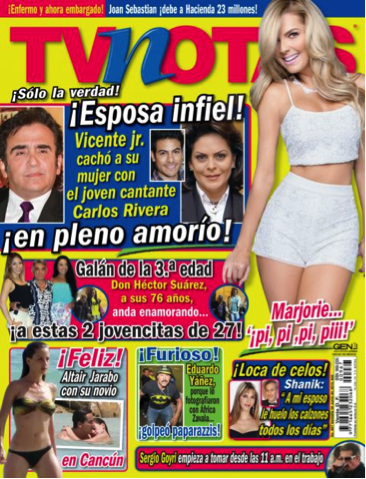 ¡Enfermo y ahora embargado! Joan Sebastian ¡debe a Hacienda 23 millones!
TVnOTAS
¡Sólo la verdad!
¡Esposa infiel!
Vicente jr.
cachó a su
mujer con
el joven cantante
Carlos Rivera
¡en pleno amorío!
Galán de la 3.ª edad
Don Héctor Suárez,
a sus 76 años,
anda enamorando...
¡a estas 2 jovencitas de 27!
Marjorie...
¡pi, pi ,pi, piii!'
¡Feliz!
Altair Jarabo
con su novio
en Cancún
¡Furioso!
Eduardo
Yáñez,
porque lo
fotografiaron
con África
Zavala...
¡golpeó paparazzis!
¡Loca de celos!
Shanik:
"A mi esposo
le huelo los calzones
todos los días"
Sergio Goyri empieza a tomar desde las 11 a.m. en el trabajo